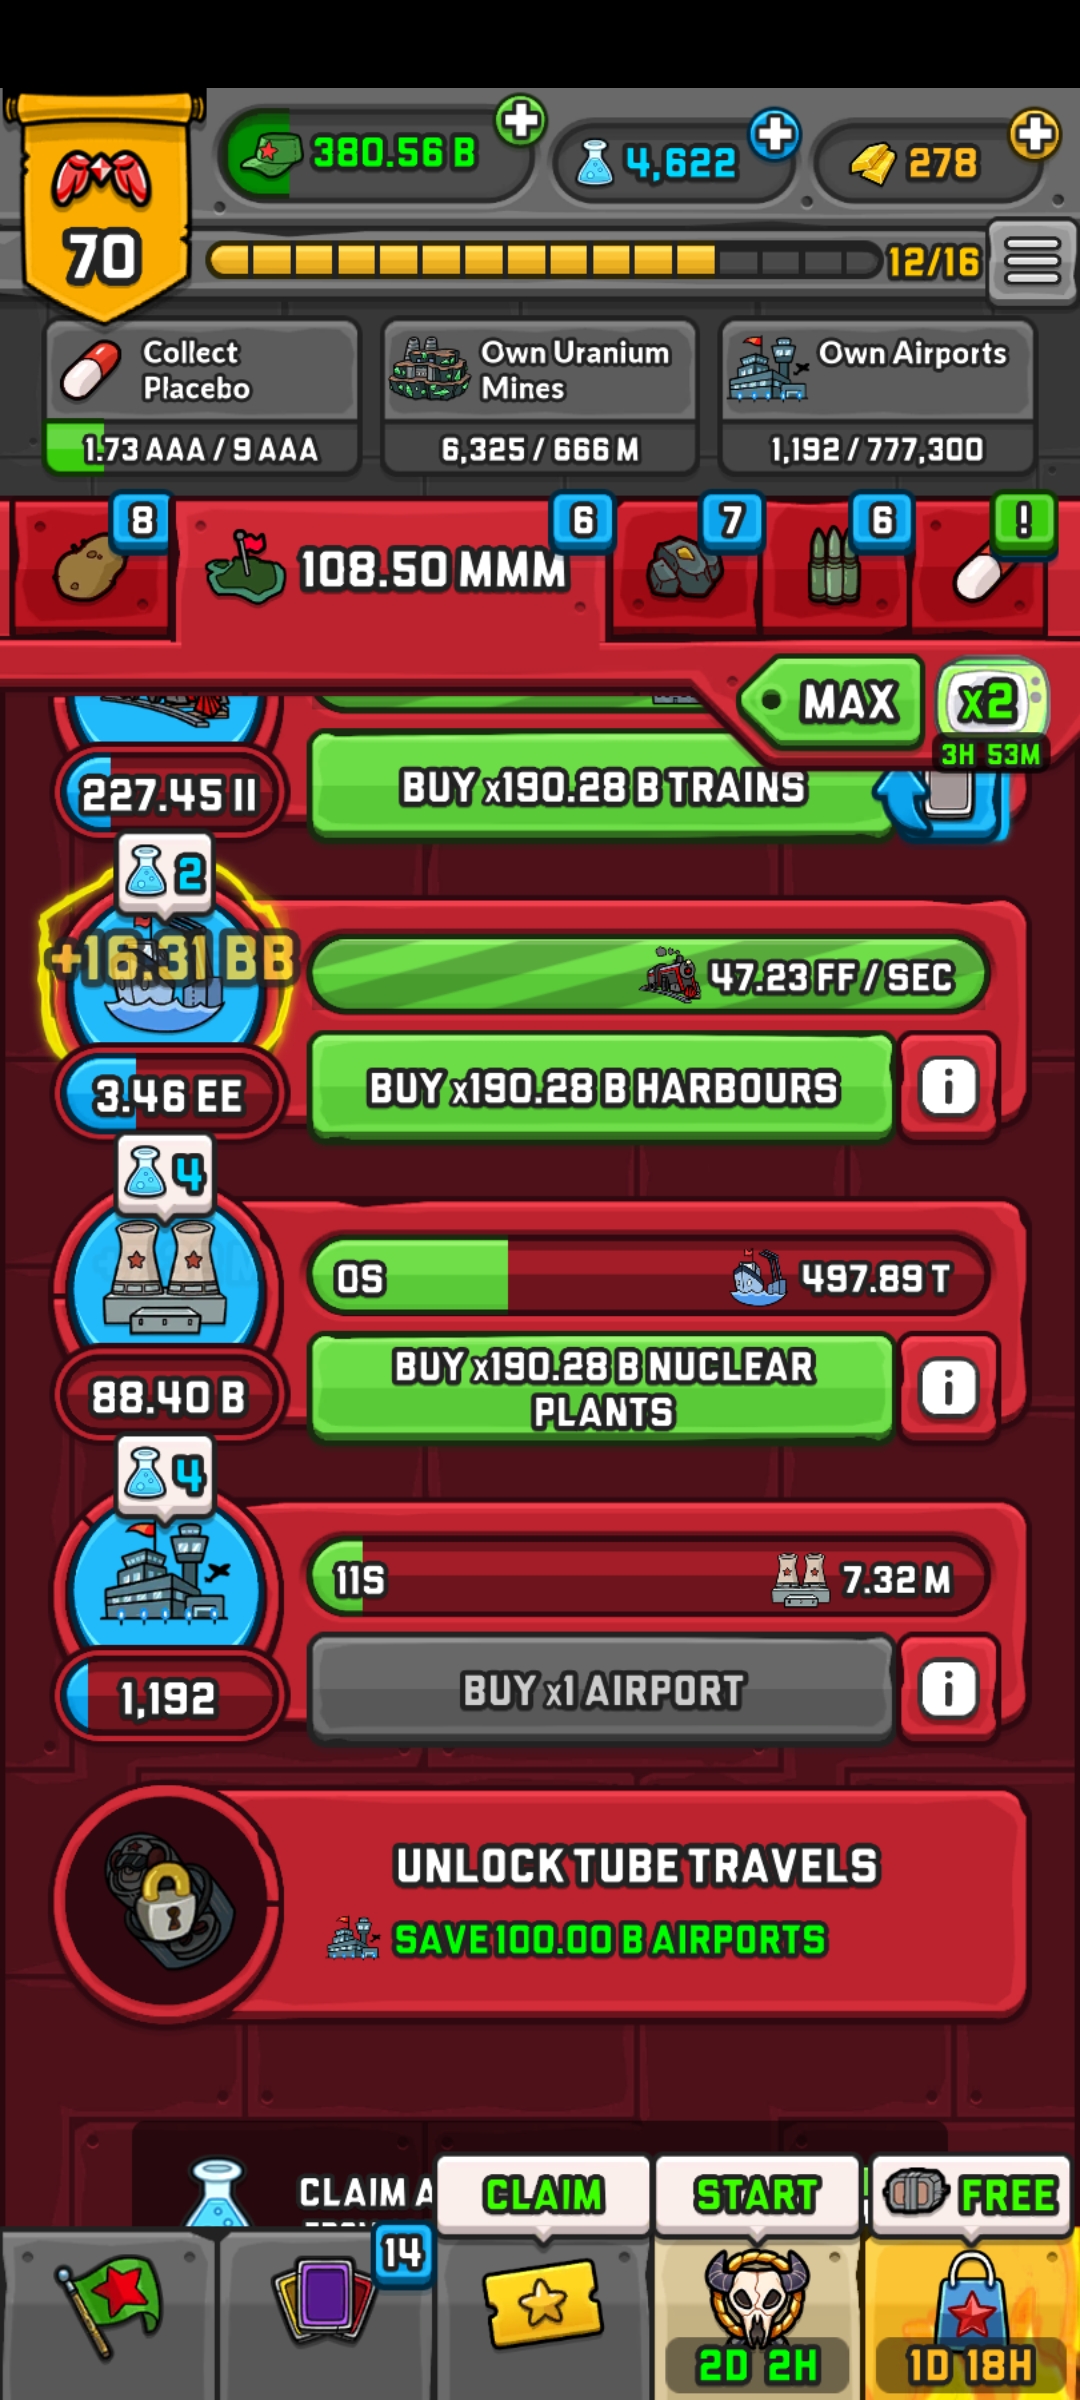 380.56 B
4,622
278
70
12/16
Collect
Placebo
1.73 AAA / 9 AAA
Own Uranium
Mines
6,325 / 666 M
Own Airports
1,192 / 777,300
8
108.50 MMM
6
7
6
!
MAX
x2
3H 53M
227.45 II
BUY x190.28 B TRAINS
2
+16.31 BB
47.23 FF / SEC
3.46 EE
BUY x190.28 B HARBOURS
i
4
0S
497.89 T
88.40 B
BUY x190.28 B NUCLEAR
PLANTS
i
4
11S
7.32 M
1,192
BUY x1 AIRPORT
i
UNLOCK TUBE TRAVELS
SAVE 100.00 B AIRPORTS
CLAIM A
CLAIM
START
FREE
14
2D 2H
1D 18H